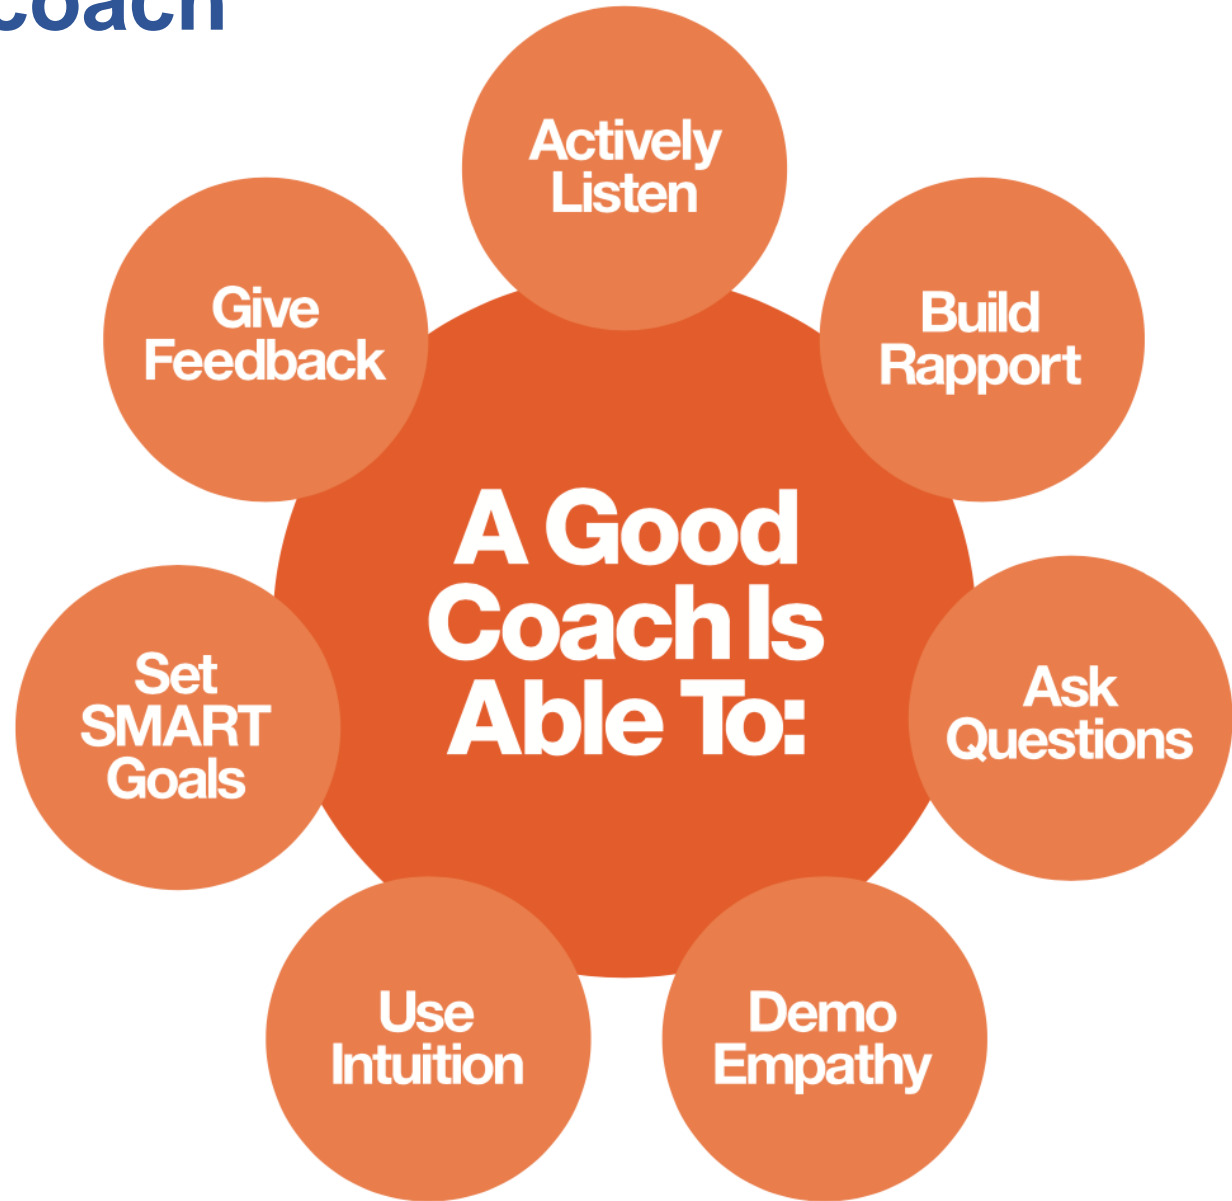 coach
Actively
Listen
Build
Rapport
Ask
Questions
Demo
Empathy
Use
Intuition
Set
SMART
Goals
Give
Feedback
A Good
Coach Is
Able To: